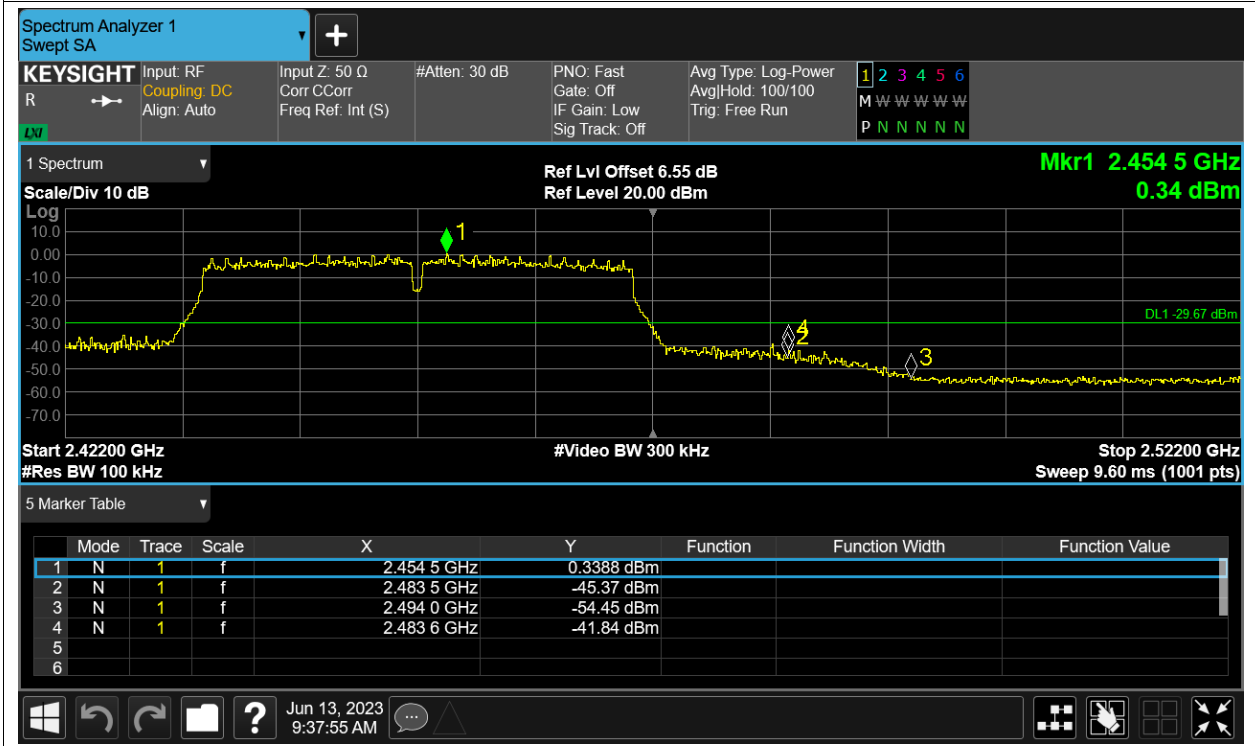 Spectrum Analyzer 1
Swept SA
+
KEYSIGHT Input: RF Input Z: 50 Ω #Atten: 30 dB PNO: Fast Avg Type: Log-Power 1 2 3 4 5 6
R Coupling: DC Corr CCorr Gate: Off Avg|Hold: 100/100 M W W W W W
Align: Auto Freq Ref: Int (S) IF Gain: Low Trig: Free Run
LXI Sig Track: Off P N N N N N
1 Spectrum Ref Lvl Offset 6.55 dB Mkr1 2.454 5 GHz
Scale/Div 10 dB Ref Level 20.00 dBm 0.34 dBm
Log
10.0
1
0.00
-10.0
-20.0
-30.0 DL1 -29.67 dBm
4
-40.0 2
3
-50.0
-60.0
-70.0
Start 2.42200 GHz #Video BW 300 kHz Stop 2.52200 GHz
#Res BW 100 kHz Sweep 9.60 ms (1001 pts)
5 Marker Table
Mode Trace Scale X Y Function Function Width Function Value
1 N 1 f 2.454 5 GHz 0.3388 dBm
2 N 1 f 2.483 5 GHz -45.37 dBm
3 N 1 f 2.494 0 GHz -54.45 dBm
4 N 1 f 2.483 6 GHz -41.84 dBm
5
6
? Jun 13, 2023
9:37:55 AM